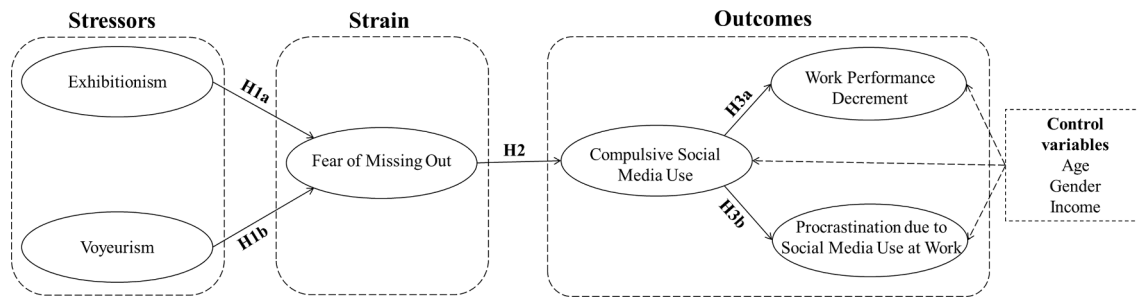 Stressors
Strain
Outcomes
Exhibitionism
H1a
Fear of Missing Out
H1b
Voyeurism
H2
Compulsive Social
Media Use
H3a
Work Performance
Decrement
H3b
Procrastination due to
Social Media Use at Work
Control
variables
Age
Gender
Income